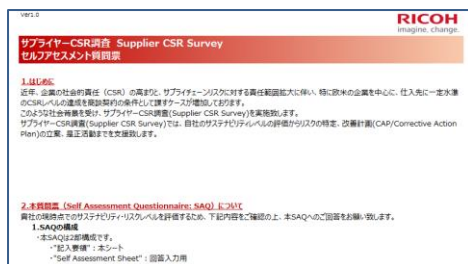 Ver1.0
RICOH
imagine. change.
サプライヤーCSR調査 Supplier CSR Survey
セルフアセスメント質問票
1.はじめに
近年、企業の社会的責任（CSR）の高まりと、サプライチェーンリスクに対する責任範囲拡大に伴い、特に欧米の企業を中心に、仕入先に一定水準
のCSRレベルの達成を商談契約の条件として課すケースが増加しております。
このような社会背景を受け、サプライヤーCSR調査(Supplier CSR Survey)を実施致します。
サプライヤーCSR調査(Supplier CSR Survey)では、自社のサステナビリティレベルの評価からリスクの特定、改善計画(CAP/Corrective Action
Plan)の立案、是正活動までを支援致します。
2.本質問票（Self Assessment Questionnaire: SAQ）について
貴社の現時点でのサステナビリティ・リスクレベルを評価するため、下記内容をご確認の上、本SAQへのご回答をお願い致します。
1.SAQの構成
・本SAQは2部構成です。
-"記入要領"：本シート
-"Self Assessment Sheet"：回答入力用